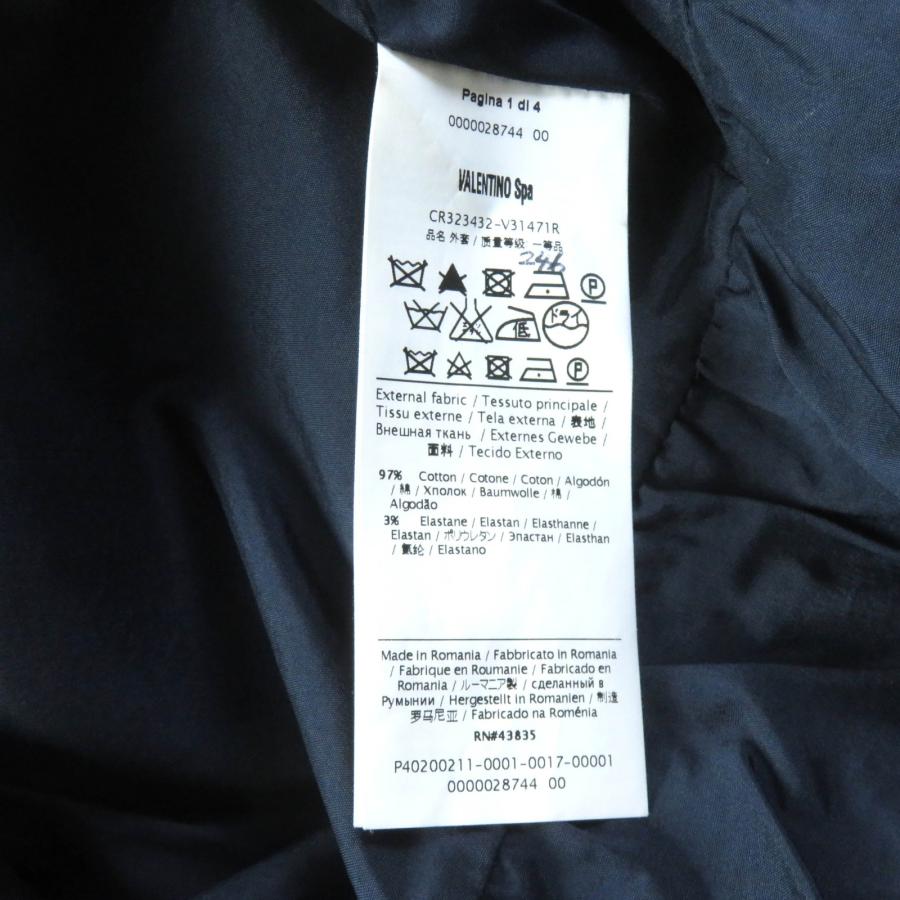 Pagina 1 di 4
0000028744 00
VALENTINO Spa
CR323432-V31471R
品名 外套 / 质量等级: 一等品
246
P
低 ドライ
P
External fabric / Tessuto principale /
Tissu externe / Tela externa / 表地 /
Внешная ткань / Externes Gewebe /
面料 / Tecido Externo
97% Cotton / Cotone / Coton / Algodón
/ 綿 / Хлопок / Baumwolle / 棉 /
Algodão
3% Elastane / Elastan / Elasthanne /
Elastan / ポリウレタン / Эластан / Elasthan
/ 氨纶 / Elastano
Made in Romania / Fabbricato in Romania
/ Fabrique en Roumanie / Fabricado en
Romania / ルーマニア製 / сделанный в
Румынии / Hergestellt in Romanien / 制造
罗马尼亚 / Fabricado na Roménia
RN#43835
P40200211-0001-0017-00001
0000028744 00